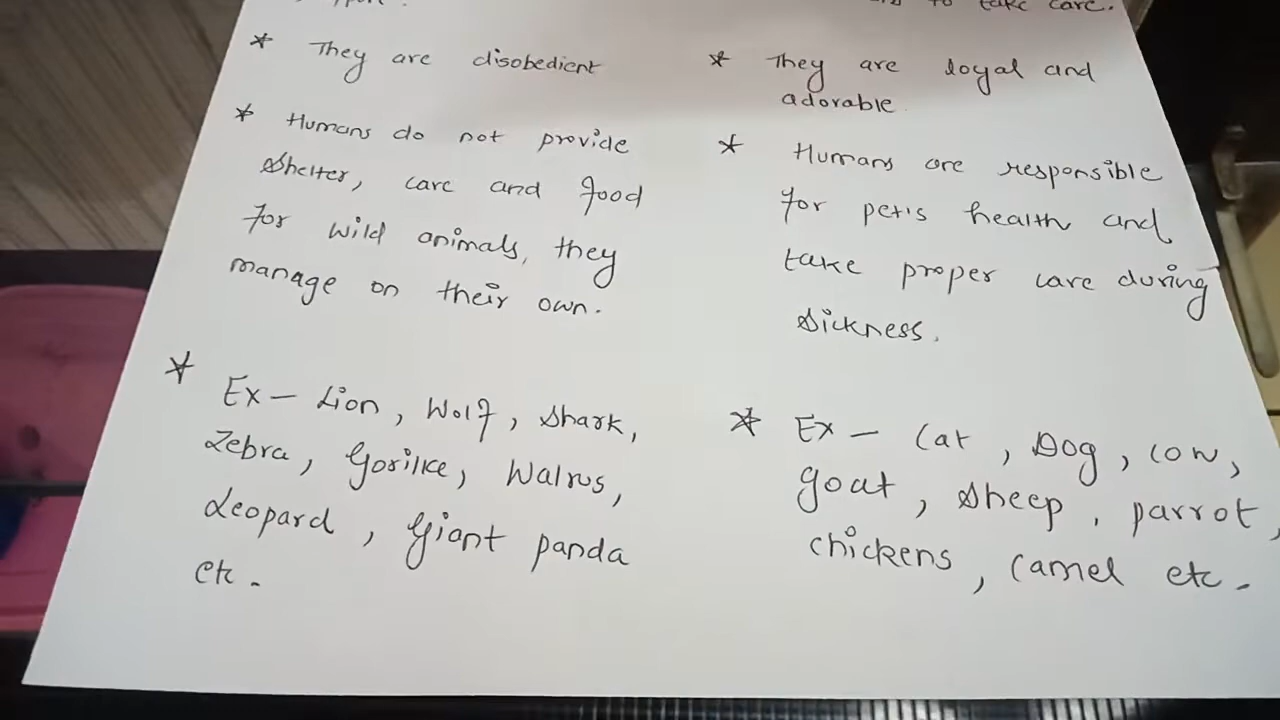 to take care.
* They are disobedient
* Humans do not provide
Shelter, care and food
for wild animals, they
manage on their own.
* Ex - Lion, Wolf, Shark,
Zebra, Gorilla, Walrus,
Leopard, Giant panda
etc.
* They are loyal and
adorable.
* Humans are responsible
for pet's health and
take proper care during
Sickness.
* Ex - Cat, Dog, Cow,
goat, Sheep, parrot,
chickens, Camel etc.